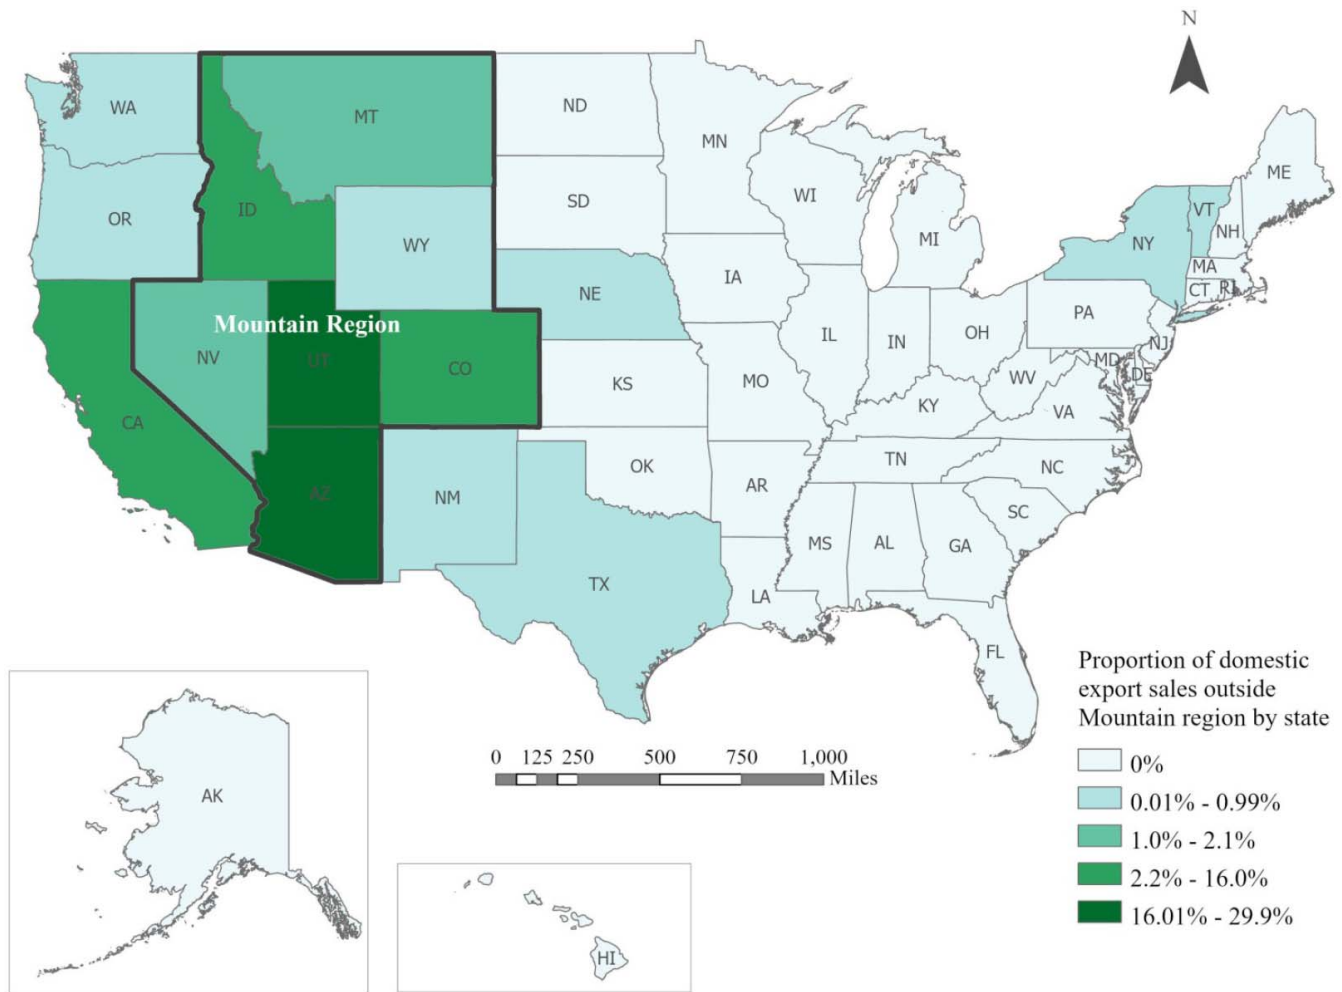 N
WA
MT
ND
MN
ME
OR
ID
WY
SD
WI
MI
VT
NH
NY
MA
CT RI
IA
NE
PA
Mountain Region
NV
UT
CO
IL
IN
OH
NJ
MD
DE
KS
MO
WV
KY
VA
CA
AZ
NM
OK
TN
NC
AR
SC
MS
AL
GA
TX
LA
FL
AK
HI
0 125 250 500 750 1,000
Miles
Proportion of domestic
export sales outside
Mountain region by state
0%
0.01% - 0.99%
1.0% - 2.1%
2.2% - 16.0%
16.01% - 29.9%